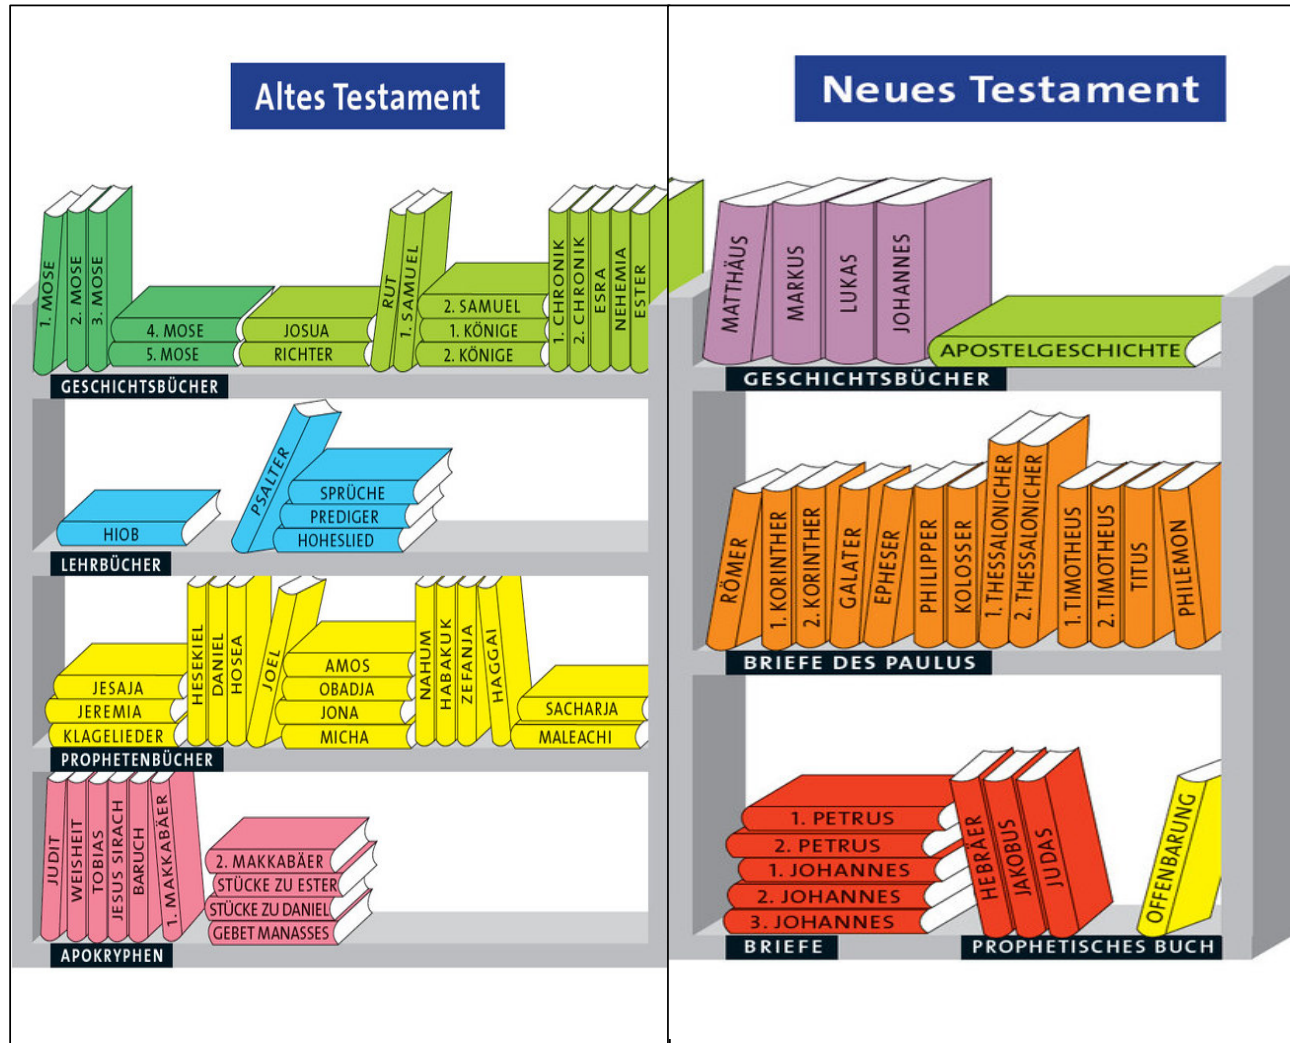 Altes Testament
1. MOSE
2. MOSE
3. MOSE
4. MOSE
5. MOSE
JOSUA
RICHTER
RUT
1. SAMUEL
2. SAMUEL
1. KÖNIGE
2. KÖNIGE
1. CHRONIK
2. CHRONIK
ESRA
NEHEMIA
ESTER
GESCHICHTSBÜCHER
HIOB
PSALTER
SPRÜCHE
PREDIGER
HOHESLIED
LEHRBÜCHER
JESAJA
JEREMIA
KLAGELIEDER
HESEKIEL
DANIEL
HOSEA
JOEL
AMOS
OBADJA
JONA
MICHA
NAHUM
HABAKUK
ZEFANJA
HAGGAI
SACHARJA
MALEACHI
PROPHETENBÜCHER
JUDIT
WEISHEIT
TOBIAS
JESUS SIRACH
BARUCH
1. MAKKABÄER
2. MAKKABÄER
STÜCKE ZU ESTER
STÜCKE ZU DANIEL
GEBET MANASSES
APOKRYPHEN
Neues Testament
MATTHÄUS
MARKUS
LUKAS
JOHANNES
APOSTELGESCHICHTE
GESCHICHTSBÜCHER
RÖMER
1. KORINTHER
2. KORINTHER
GALATER
EPHESER
PHILIPPER
KOLOSSER
1. THESSALONICHER
2. THESSALONICHER
1. TIMOTHEUS
2. TIMOTHEUS
TITUS
PHILEMON
BRIEFE DES PAULUS
1. PETRUS
2. PETRUS
1. JOHANNES
2. JOHANNES
3. JOHANNES
HEBRÄER
JAKOBUS
JUDAS
OFFENBARUNG
BRIEFE
PROPHETISCHES BUCH